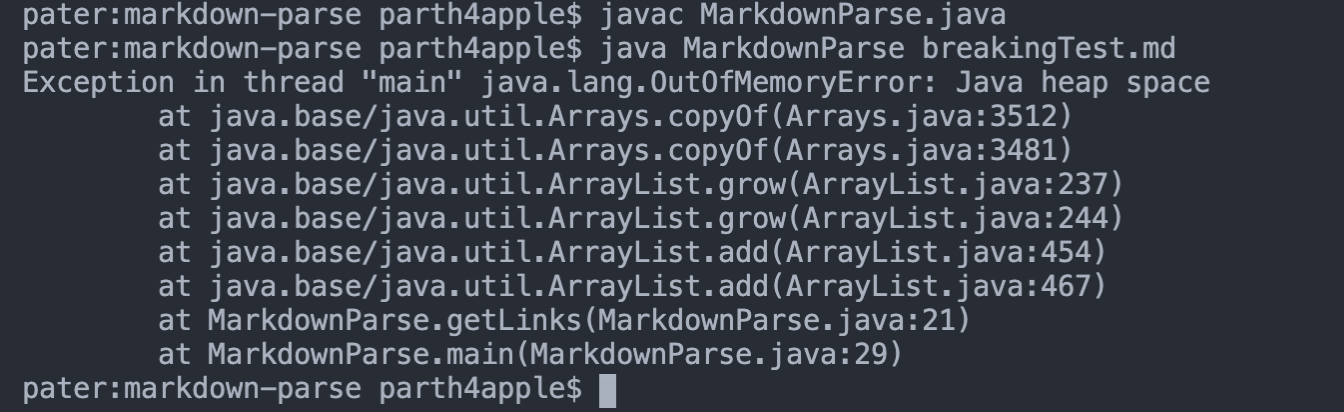 pater:markdown-parse parth4apple$ javac MarkdownParse.java
pater:markdown-parse parth4apple$ java MarkdownParse breakingTest.md
Exception in thread "main" java.lang.OutOfMemoryError: Java heap space
        at java.base/java.util.Arrays.copyOf(Arrays.java:3512)
        at java.base/java.util.Arrays.copyOf(Arrays.java:3481)
        at java.base/java.util.ArrayList.grow(ArrayList.java:237)
        at java.base/java.util.ArrayList.grow(ArrayList.java:244)
        at java.base/java.util.ArrayList.add(ArrayList.java:454)
        at java.base/java.util.ArrayList.add(ArrayList.java:467)
        at MarkdownParse.getLinks(MarkdownParse.java:21)
        at MarkdownParse.main(MarkdownParse.java:29)
pater:markdown-parse parth4apple$